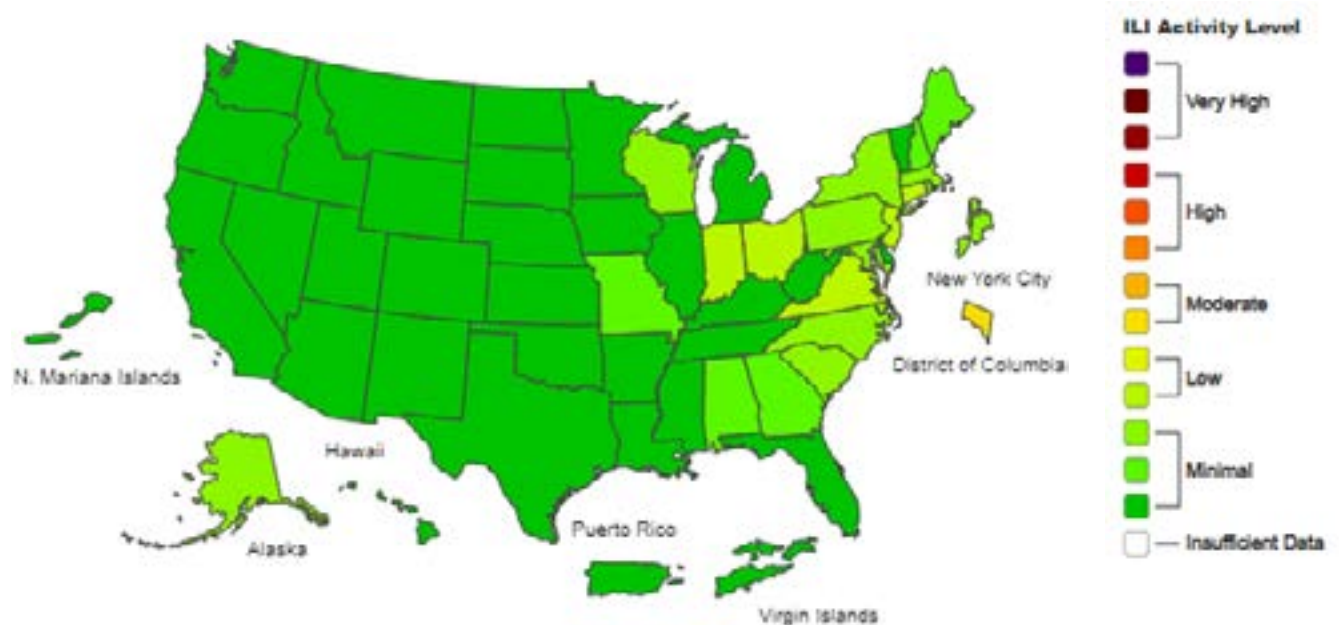 ILI Activity Level
Very High
High
Moderate
Low
Minimal
Insufficient Data
New York City
District of Columbia
N. Mariana Islands
Hawaii
Alaska
Puerto Rico
Virgin Islands